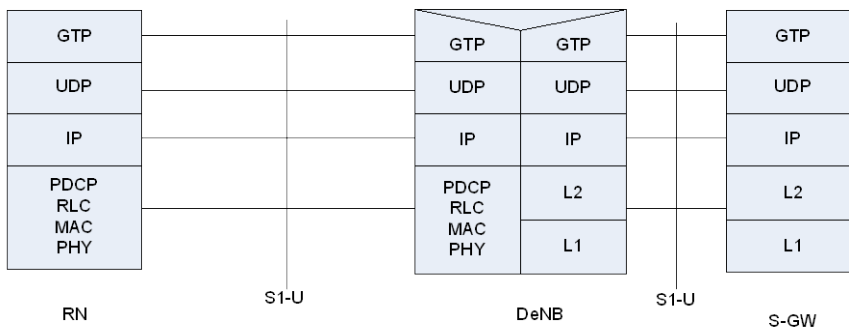 GTP
GTP
GTP
GTP
UDP
UDP
UDP
UDP
IP
IP
IP
IP
PDCP
RLC
MAC
PHY
PDCP
RLC
MAC
PHY
L2
L1
L2
L1
S1-U
S1-U
RN
DeNB
S-GW